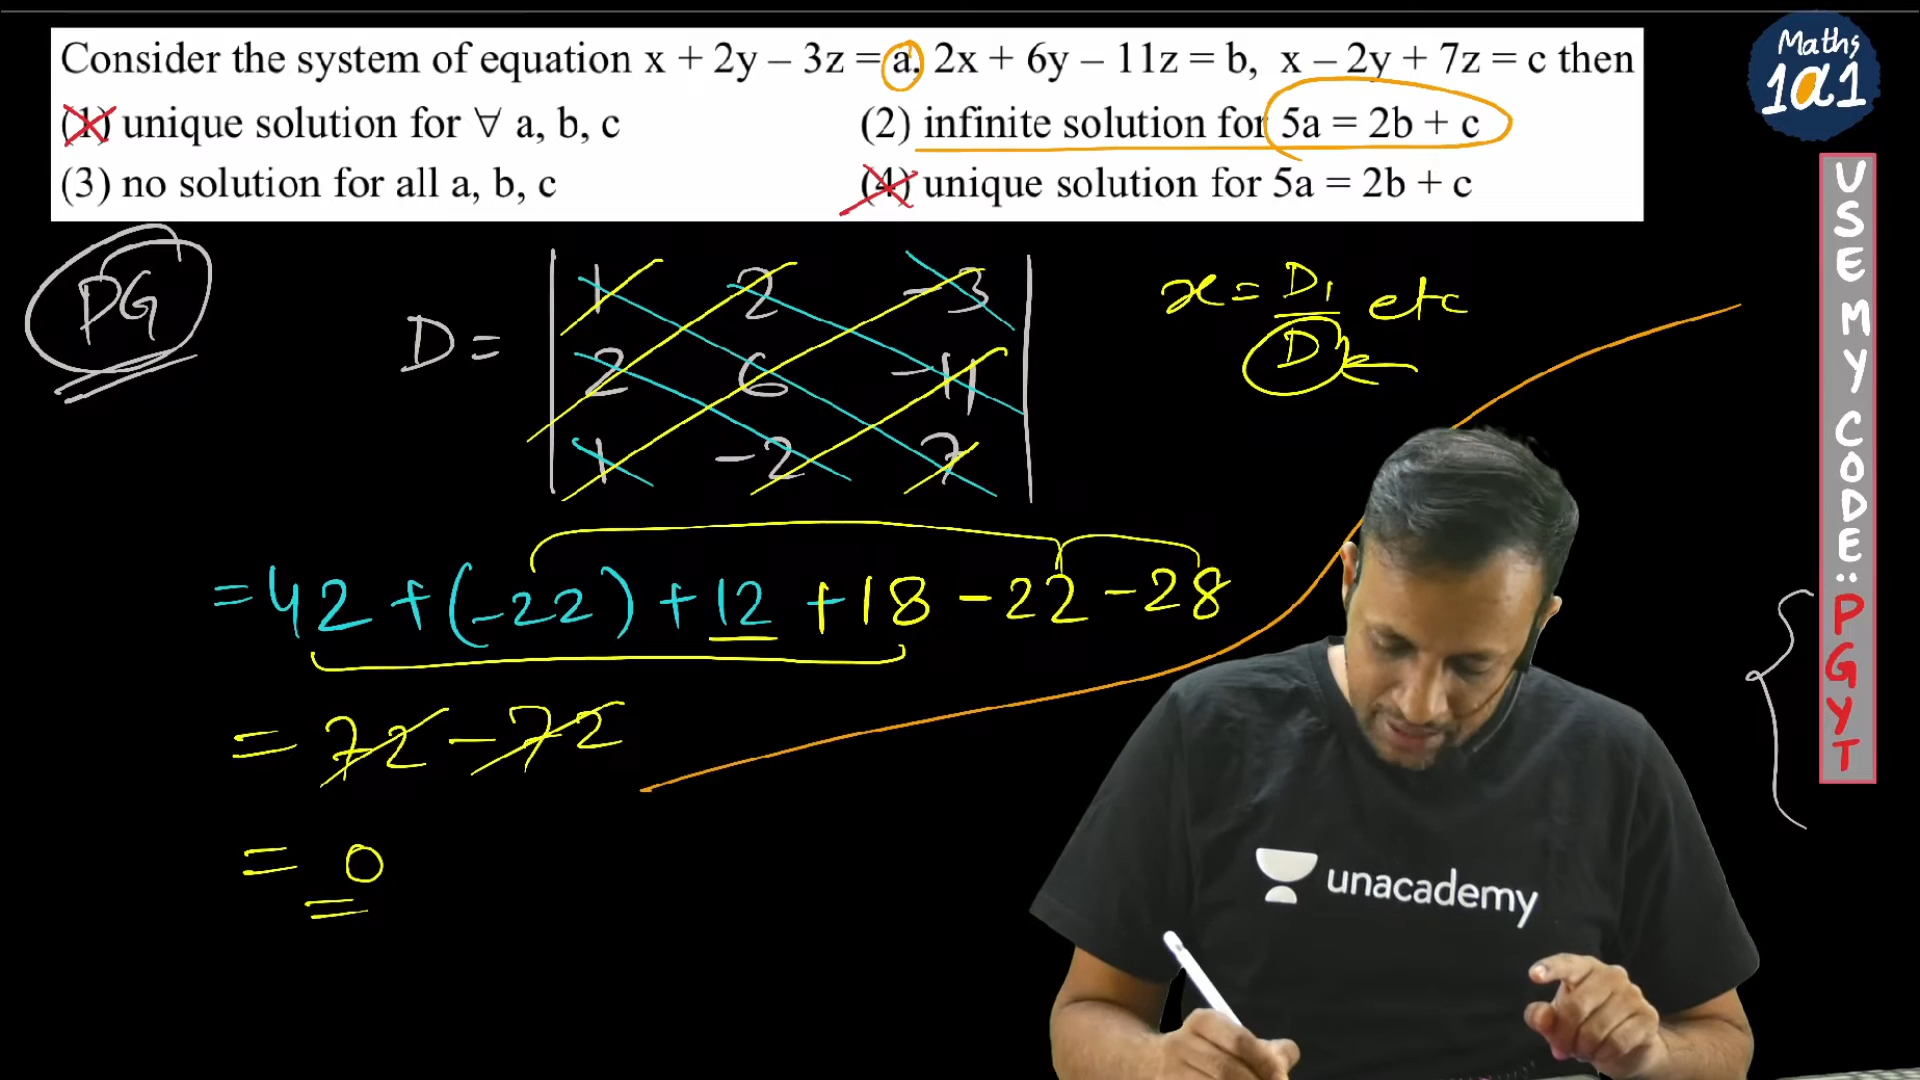 Consider the system of equation x + 2y – 3z = a, 2x + 6y – 11z = b, x – 2y + 7z = c then
(1) unique solution for ∀ a, b, c
(2) infinite solution for 5a = 2b + c
(3) no solution for all a, b, c
(4) unique solution for 5a = 2b + c
Maths
1a1
USE MY CODE :: PGYT
PG
D =
1 2 -3
2 6 -11
1 -2 7
x = D₁/D etc
= 42 + (-22) + 12 + 18 - 22 - 28
= 72 - 72
= 0
unacademy